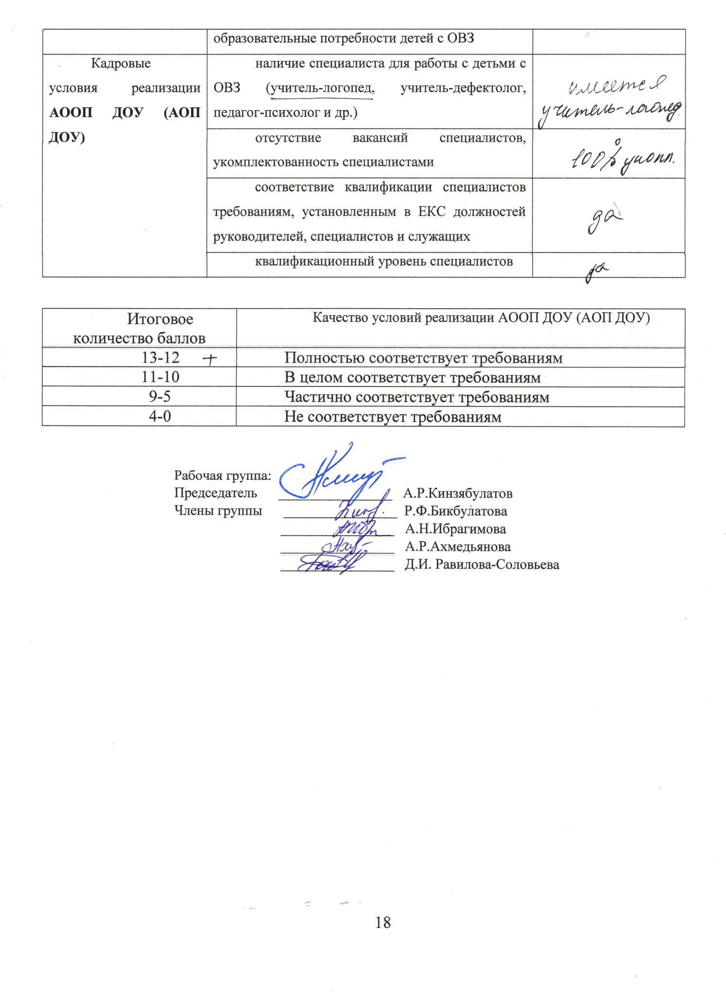 образовательные потребности детей с ОВЗ
Кадровые
условия реализации
АООП ДОУ (АОП
ДОУ)
наличие специалиста для работы с детьми с
ОВЗ (учитель-логопед, учитель-дефектолог,
педагог-психолог и др.)
имеется
учитель-логопед.
отсутствие вакансий специалистов,
укомплектованность специалистами
100%
соответствие квалификации специалистов
требованиям, установленным в ЕКС должностей
руководителей, специалистов и служащих
да
квалификационный уровень специалистов
да
Итоговое
количество баллов
Качество условий реализации АООП ДОУ (АОП ДОУ)
13-12 + Полностью соответствует требованиям
11-10 В целом соответствует требованиям
9-5 Частично соответствует требованиям
4-0 Не соответствует требованиям
Рабочая группа:
Председатель А.Р.Кинзябулатов
Члены группы Р.Ф.Бикбулатова
А.Н.Ибрагимова
А.Р.Ахмедьянова
Д.И. Равилова-Соловьева
18